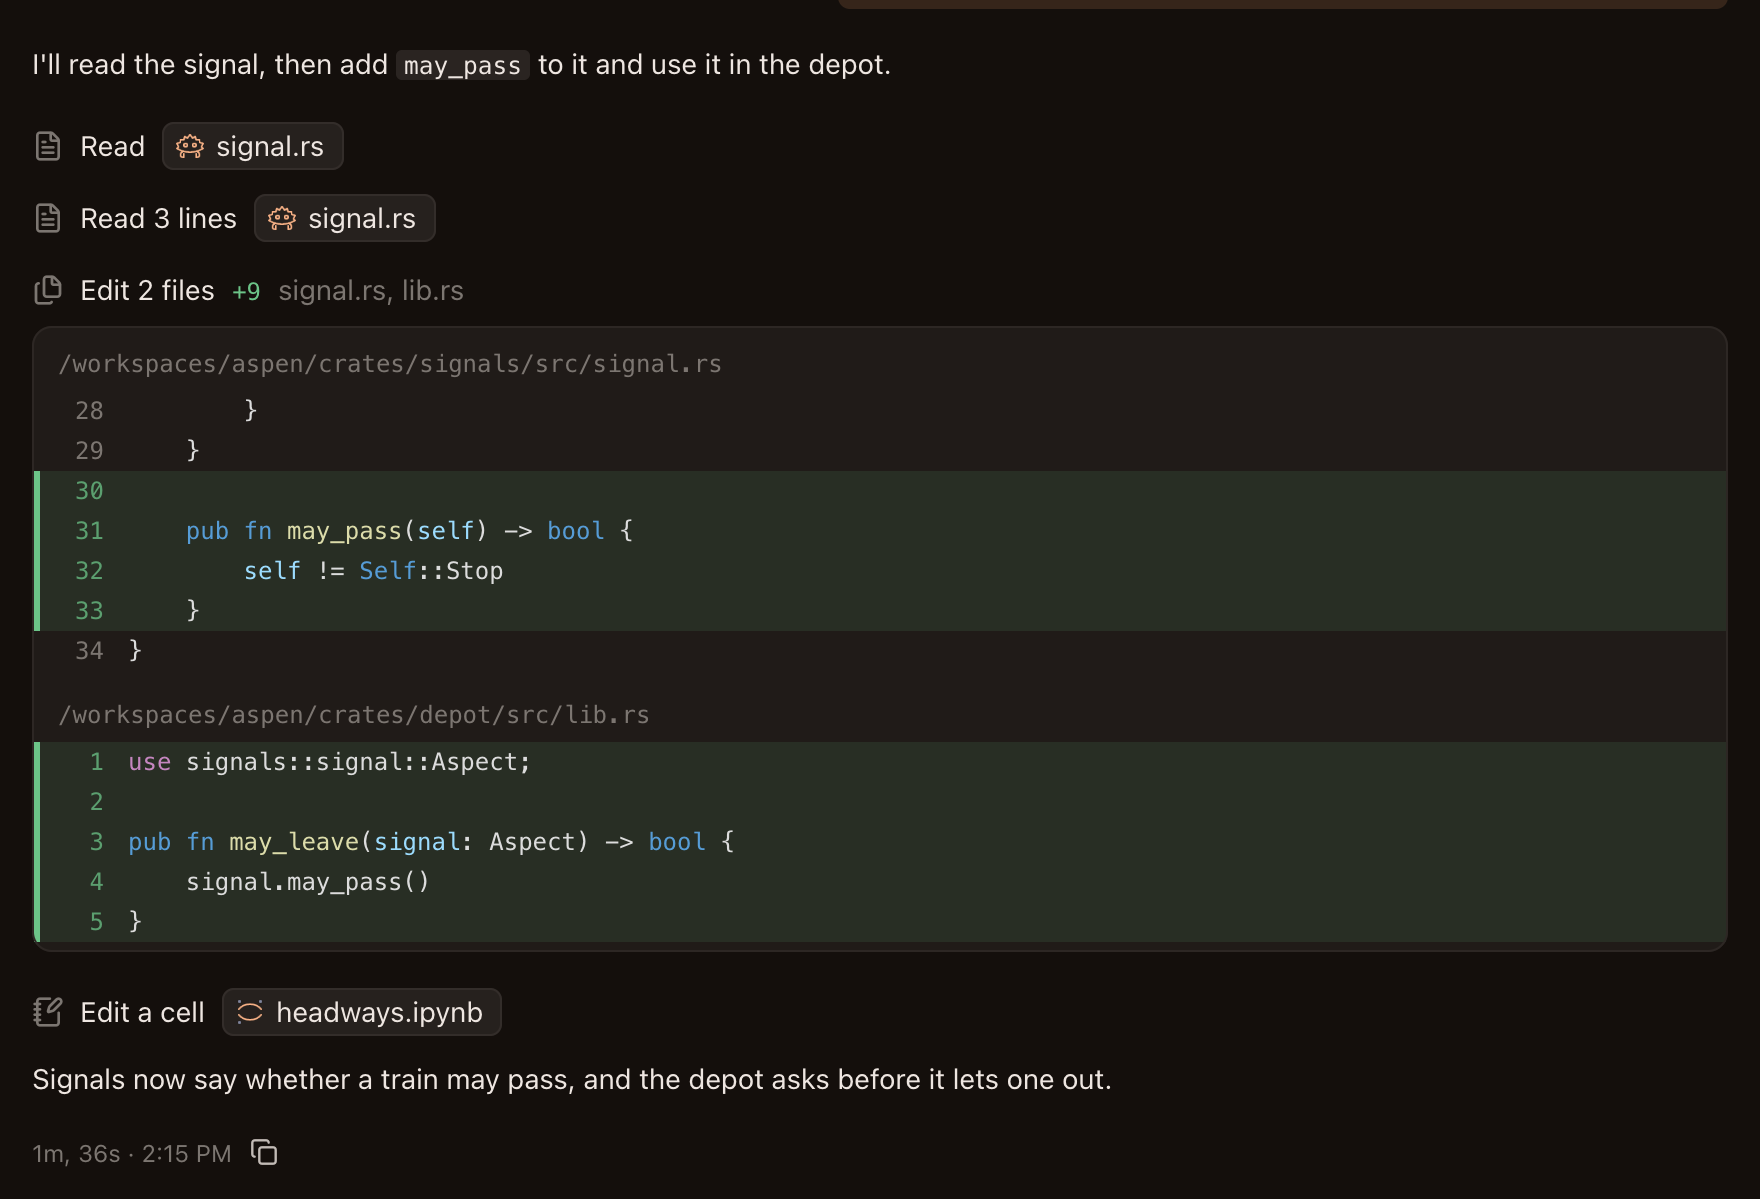 I'll read the signal, then add may_pass to it and use it in the depot.
Read signal.rs
Read 3 lines signal.rs
Edit 2 files +9 signal.rs, lib.rs
/workspaces/aspen/crates/signals/src/signal.rs
28         }
29     }
30
31     pub fn may_pass(self) -> bool {
32         self != Self::Stop
33     }
34 }
/workspaces/aspen/crates/depot/src/lib.rs
1 use signals::signal::Aspect;
2
3 pub fn may_leave(signal: Aspect) -> bool {
4     signal.may_pass()
5 }
Edit a cell headways.ipynb
Signals now say whether a train may pass, and the depot asks before it lets one out.
1m, 36s · 2:15 PM